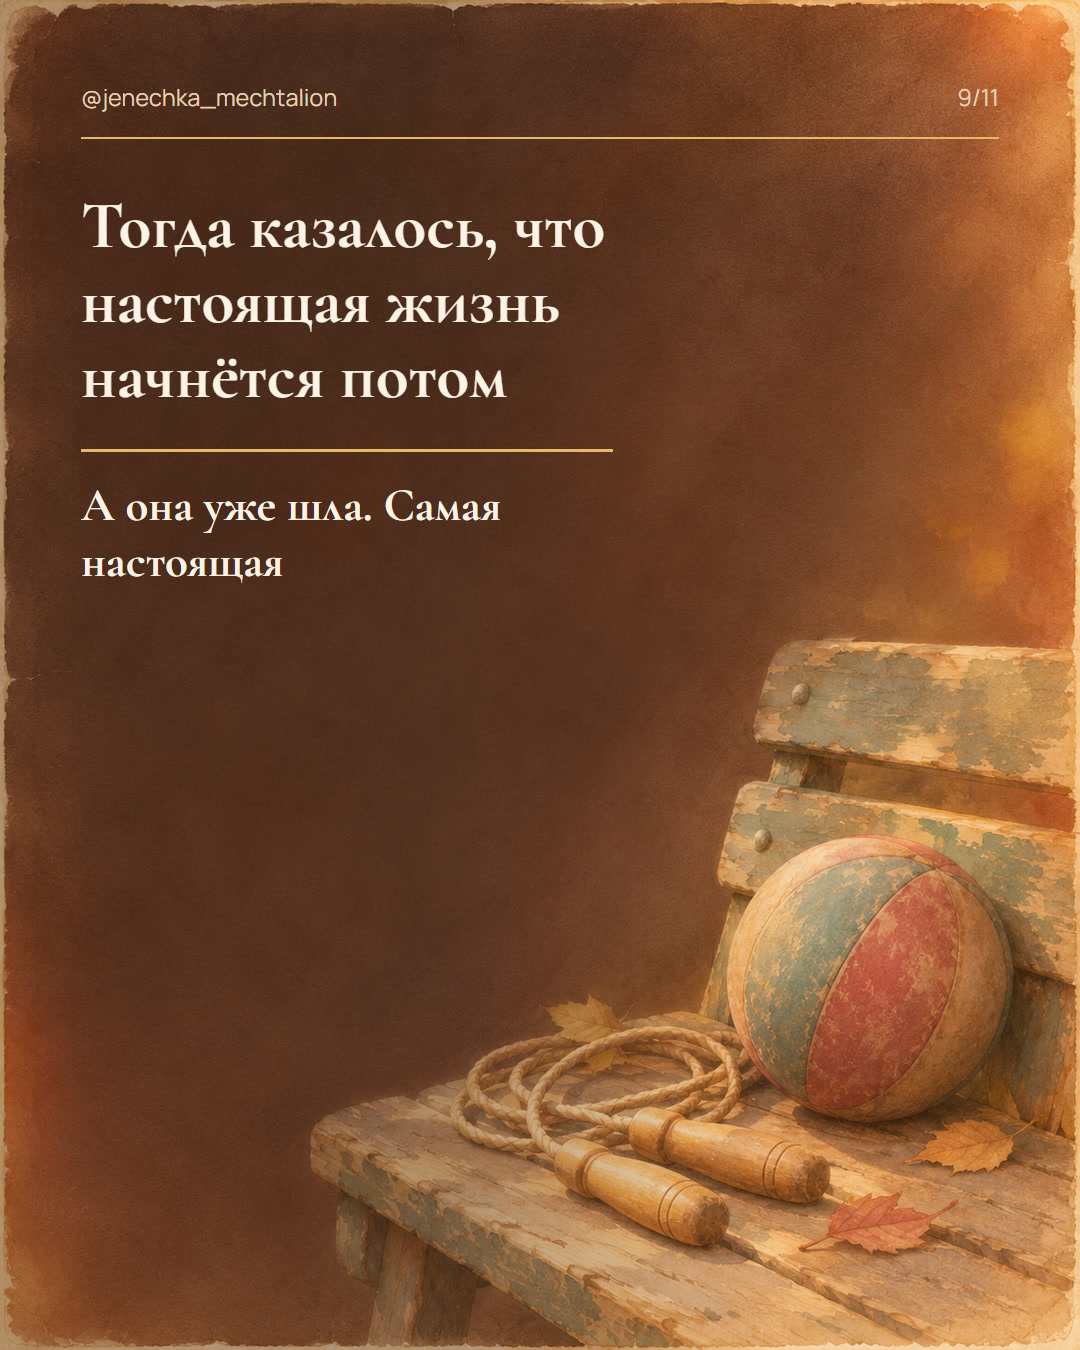 @jenechka_mechtalion
9/11
Тогда казалось, что
настоящая жизнь
начнётся потом
А она уже шла. Самая
настоящая